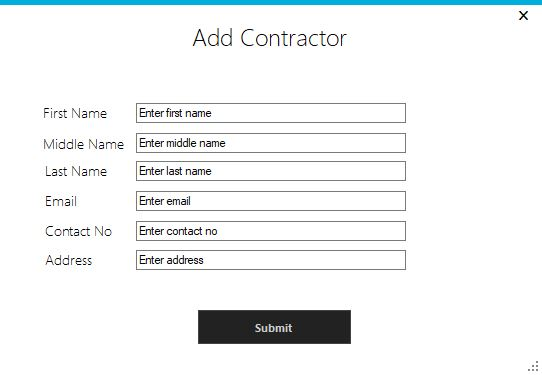 Add Contractor
First Name Enter first name
Middle Name Enter middle name
Last Name Enter last name
Email Enter email
Contact No Enter contact no
Address Enter address
Submit